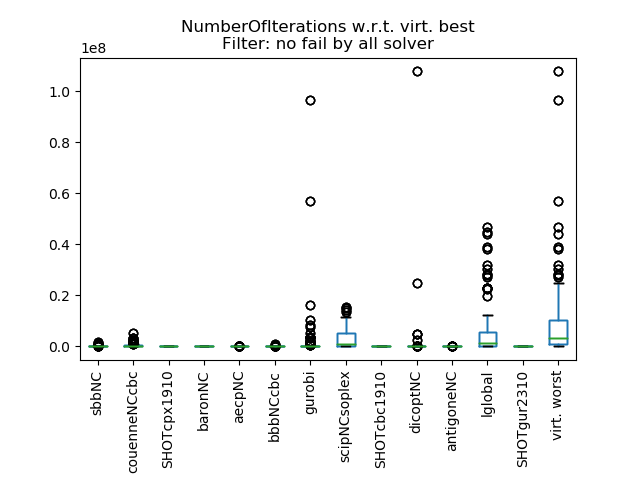 NumberOfIterations w.r.t. virt. best
Filter: no fail by all solver
1e8
1.0
0.8
0.6
0.4
0.2
0.0
sbbNC
couenneNCcbc
SHOTcpx1910
baronNC
aecpNC
bbbNCcbc
gurobi
scipNCsoplex
SHOTcbc1910
dicoptNC
antigoneNC
lglobal
SHOTgur2310
virt. worst